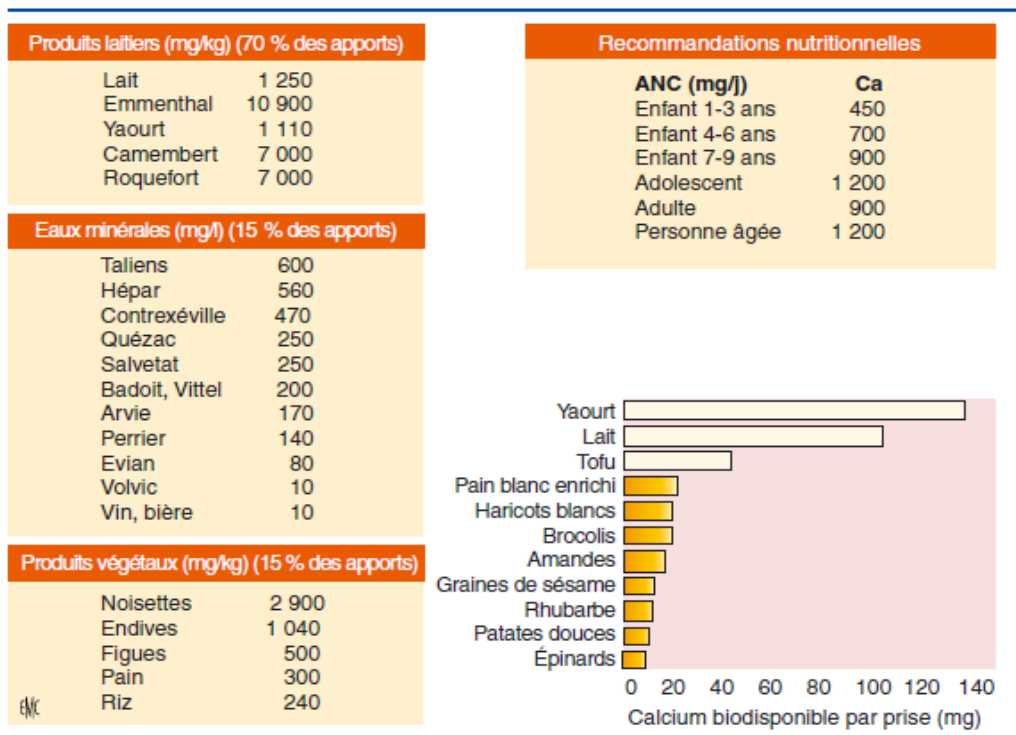 Produits laitiers (mg/kg) (70 % des apports)
Lait 1 250
Emmenthal 10 900
Yaourt 1 110
Camembert 7 000
Roquefort 7 000
Eaux minérales (mg/l) (15 % des apports)
Taliens 600
Hépar 560
Contrexéville 470
Quézac 250
Salvetat 250
Badoit, Vittel 200
Arvie 170
Perrier 140
Evian 80
Volvic 10
Vin, bière 10
Produits végétaux (mg/kg) (15 % des apports)
Noisettes 2 900
Endives 1 040
Figues 500
Pain 300
Riz 240
EMC
Recommandations nutritionnelles
ANC (mg/j) Ca
Enfant 1-3 ans 450
Enfant 4-6 ans 700
Enfant 7-9 ans 900
Adolescent 1 200
Adulte 900
Personne âgée 1 200
Yaourt
Lait
Tofu
Pain blanc enrichi
Haricots blancs
Brocolis
Amandes
Graines de sésame
Rhubarbe
Patates douces
Épinards
0 20 40 60 80 100 120 140
Calcium biodisponible par prise (mg)